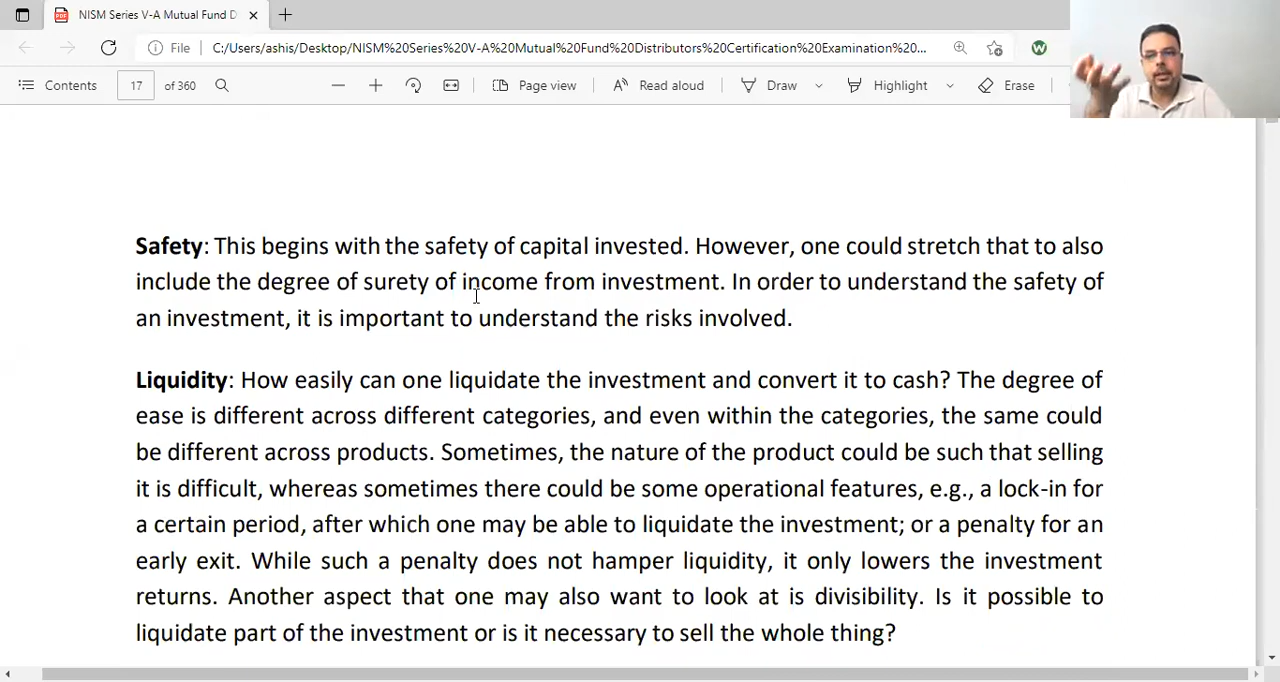 NISM Series V-A Mutual Fund D
File
C:/Users/ashis/Desktop/NISM%20Series%20V-A%20Mutual%20Fund%20Distributors%20Certification%20Examination%20...
W
Contents
17
of 360
Page view
Read aloud
Draw
Highlight
Erase
Safety: This begins with the safety of capital invested. However, one could stretch that to also
include the degree of surety of income from investment. In order to understand the safety of
an investment, it is important to understand the risks involved.
Liquidity: How easily can one liquidate the investment and convert it to cash? The degree of
ease is different across different categories, and even within the categories, the same could
be different across products. Sometimes, the nature of the product could be such that selling
it is difficult, whereas sometimes there could be some operational features, e.g., a lock-in for
a certain period, after which one may be able to liquidate the investment; or a penalty for an
early exit. While such a penalty does not hamper liquidity, it only lowers the investment
returns. Another aspect that one may also want to look at is divisibility. Is it possible to
liquidate part of the investment or is it necessary to sell the whole thing?